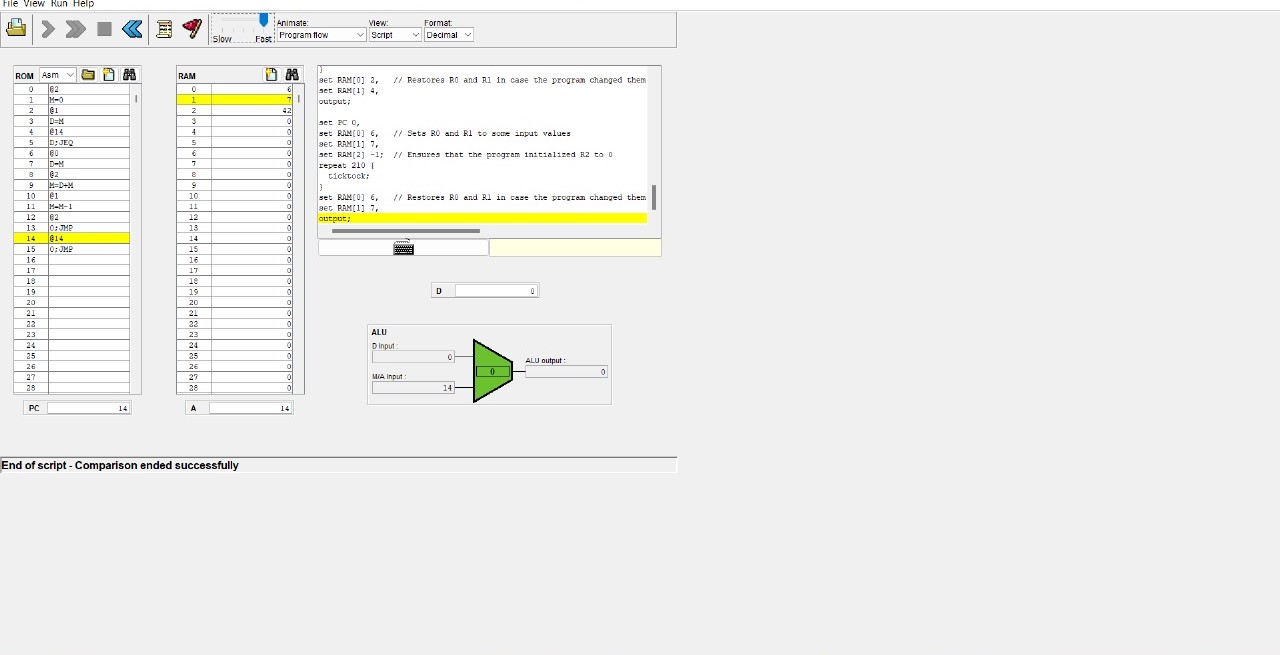 File View Run Help
Slow Fast
Animate:
Program flow
View:
Script
Format:
Decimal
ROM Asm
0 @2
1 M=0
2 @1
3 D=M
4 @14
5 D;JEQ
6 @0
7 D=M
8 @2
9 M=D+M
10 @1
11 M=M-1
12 @2
13 0;JMP
14 @14
15 0;JMP
16
17
18
19
20
21
22
23
24
25
26
27
28
PC 14
RAM
0 6
1 7
2 42
3 0
4 0
5 0
6 0
7 0
8 0
9 0
10 0
11 0
12 0
13 0
14 0
15 0
16 0
17 0
18 0
19 0
20 0
21 0
22 0
23 0
24 0
25 0
26 0
27 0
28 0
A 14
}
set RAM[0] 2, // Restores R0 and R1 in case the program changed them
set RAM[1] 4,
output;
set PC 0,
set RAM[0] 6, // Sets R0 and R1 to some input values
set RAM[1] 7,
set RAM[2] -1; // Ensures that the program initialized R2 to 0
repeat 210 {
ticktock;
}
set RAM[0] 6, // Restores R0 and R1 in case the program changed them
set RAM[1] 7,
output;
D 0
ALU
D Input :
0
M/A Input :
14
0
ALU output :
0
End of script - Comparison ended successfully